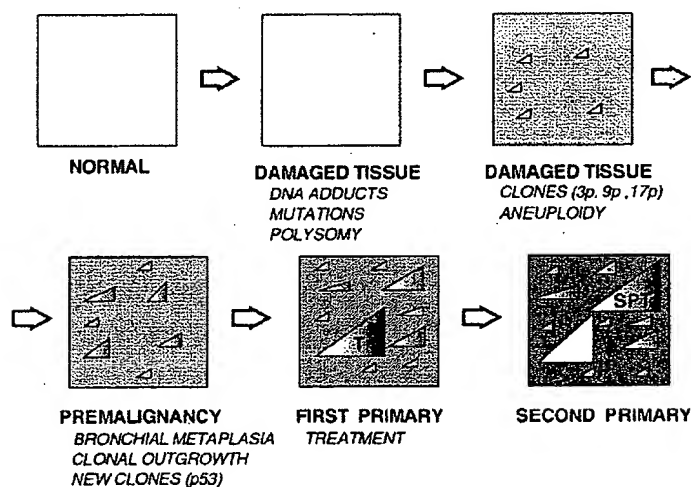 NORMAL
DAMAGED TISSUE
DNA ADDUCTS
MUTATIONS
POLYSOMY
DAMAGED TISSUE
CLONES (3p, 9p ,17p)
ANEUPLOIDY
PREMALIGNANCY
BRONCHIAL METAPLASIA
CLONAL OUTGROWTH
NEW CLONES (p53)
T
FIRST PRIMARY
TREATMENT
SPT
SECOND PRIMARY